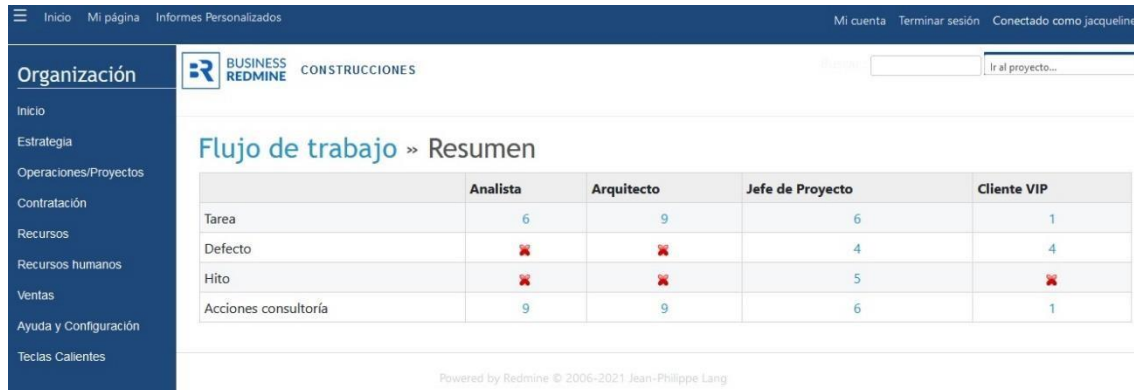 ☰ Inicio Mi página Informes Personalizados Mi cuenta Terminar sesión Conectado como jacqueline
Organización
Inicio
Estrategia
Operaciones/Proyectos
Contratación
Recursos
Recursos humanos
Ventas
Ayuda y Configuración
Teclas Calientes
BUSINESS
REDMINE
CONSTRUCCIONES
Ir al proyecto...
Flujo de trabajo » Resumen
Analista Arquitecto Jefe de Proyecto Cliente VIP
Tarea 6 9 6 1
Defecto 4 4
Hito 5
Acciones consultoría 9 9 6 1
Powered by Redmine © 2006-2021 Jean-Philippe Lang